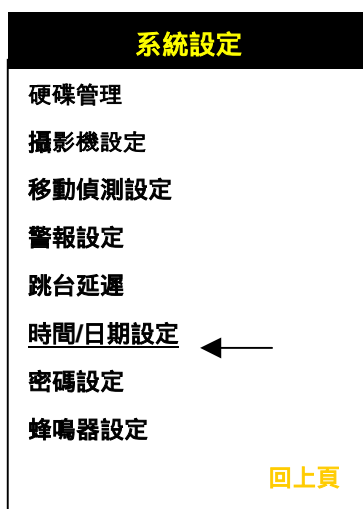 系統設定
硬碟管理
攝影機設定
移動偵測設定
警報設定
跳台延遲
時間/日期設定
密碼設定
蜂鳴器設定
回上頁